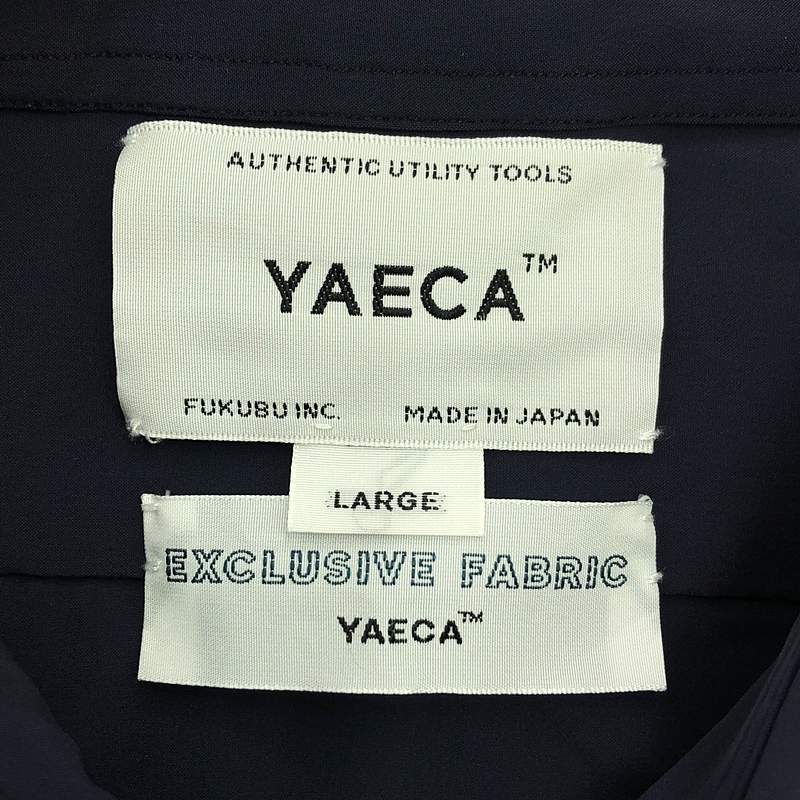 AUTHENTIC UTILITY TOOLS
YAECA™
FUKUBU INC. MADE IN JAPAN
LARGE
EXCLUSIVE FABRIC
YAECA™